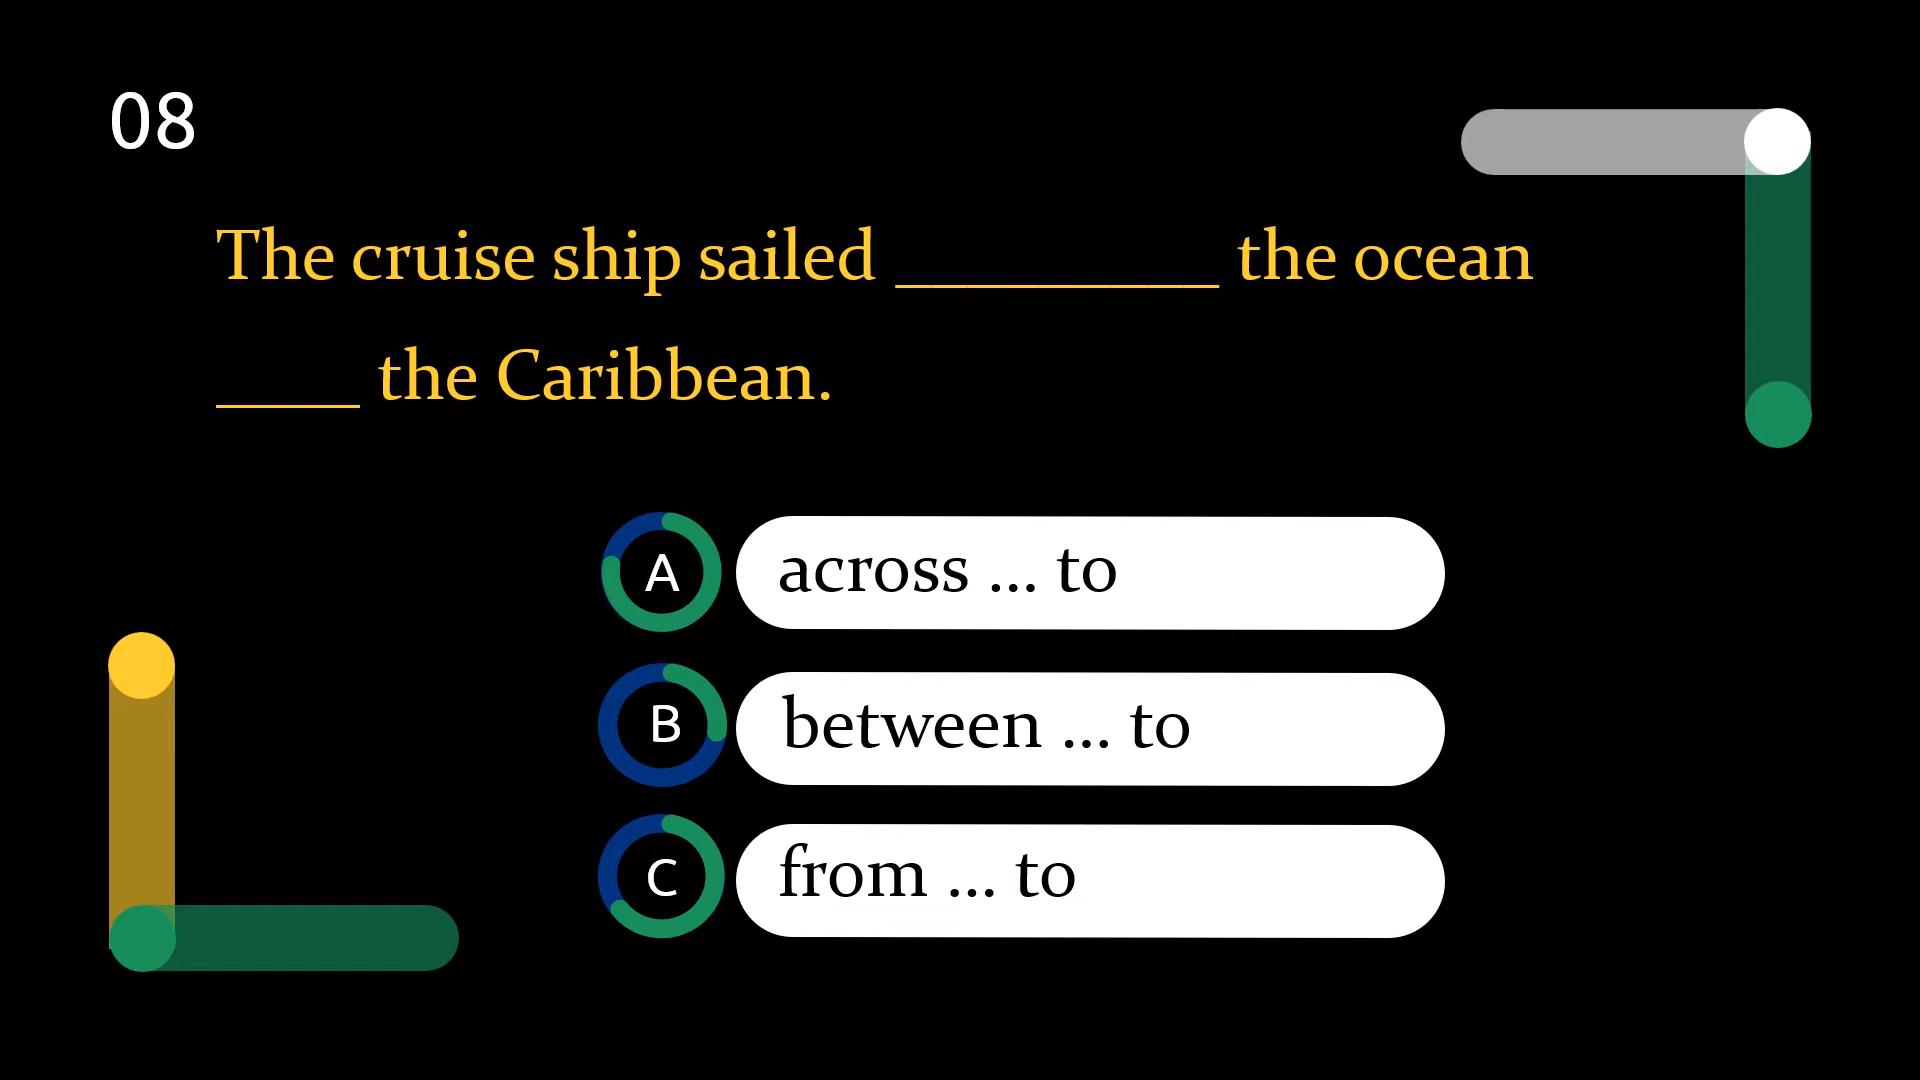 08
The cruise ship sailed _________ the ocean
____ the Caribbean.
A across ... to
B between ... to
C from ... to